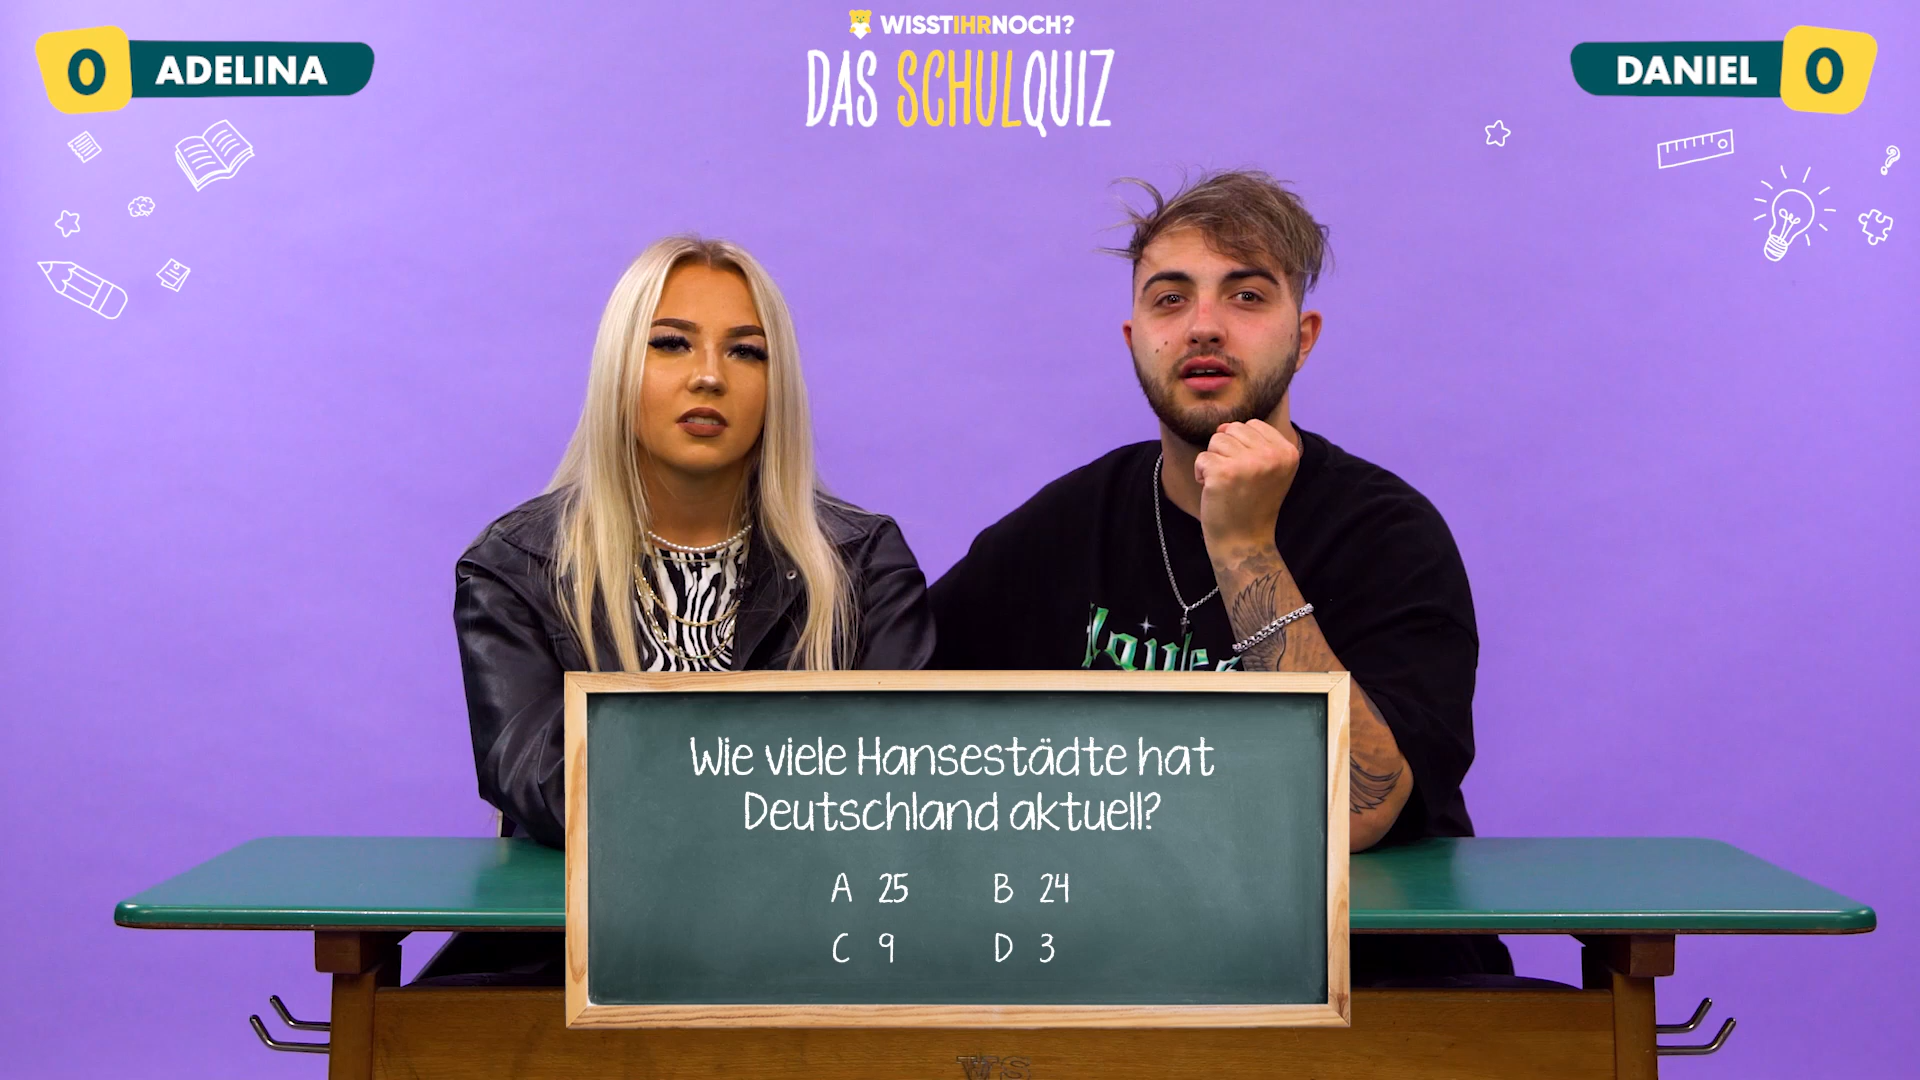 WISSTIHRNOCH?
DAS SCHULQUIZ
0 ADELINA
DANIEL 0
Wie viele Hansestädte hat
Deutschland aktuell?
A 25 B 24
C 9 D 3